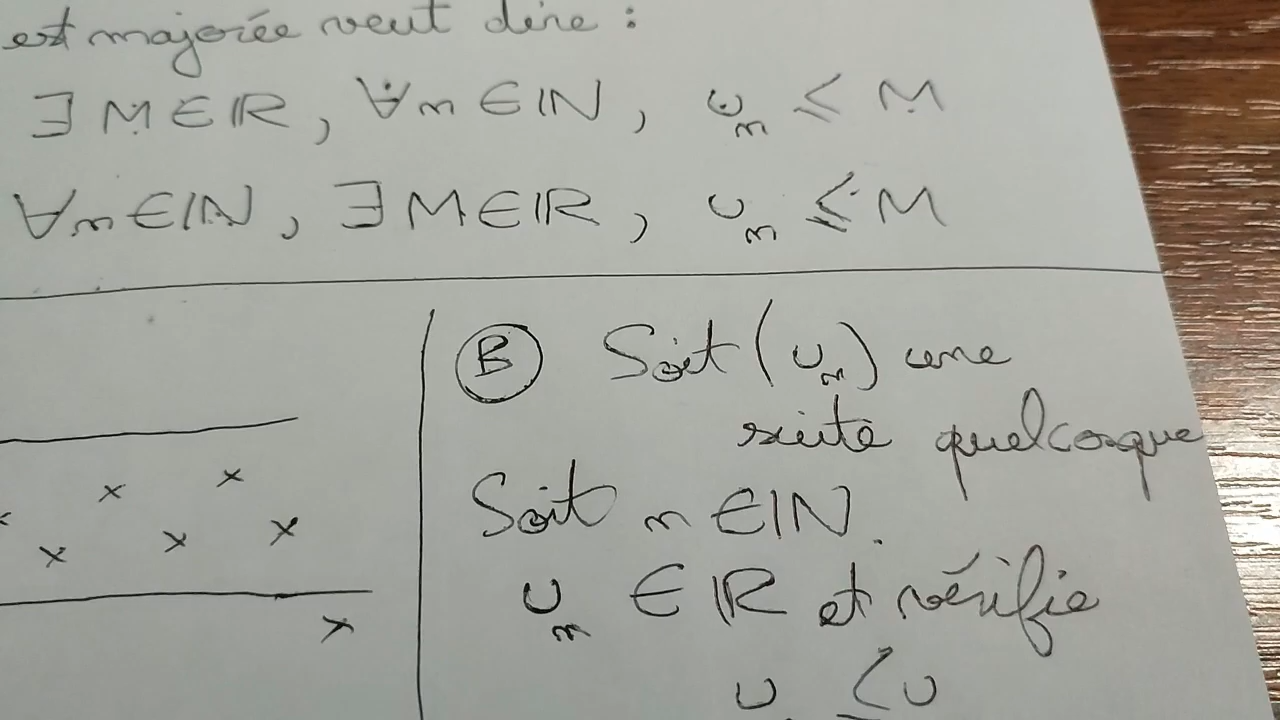 est majorée veut dire :
∃ M ∈ ℝ, ∀n ∈ ℕ, uₙ ≤ M
∀n ∈ ℕ, ∃ M ∈ ℝ, uₙ ≤ M
Ⓑ Soit (uₙ) une
suite quelconque
Soit n ∈ ℕ.
uₙ ∈ ℝ et vérifie
u ≤ u
x